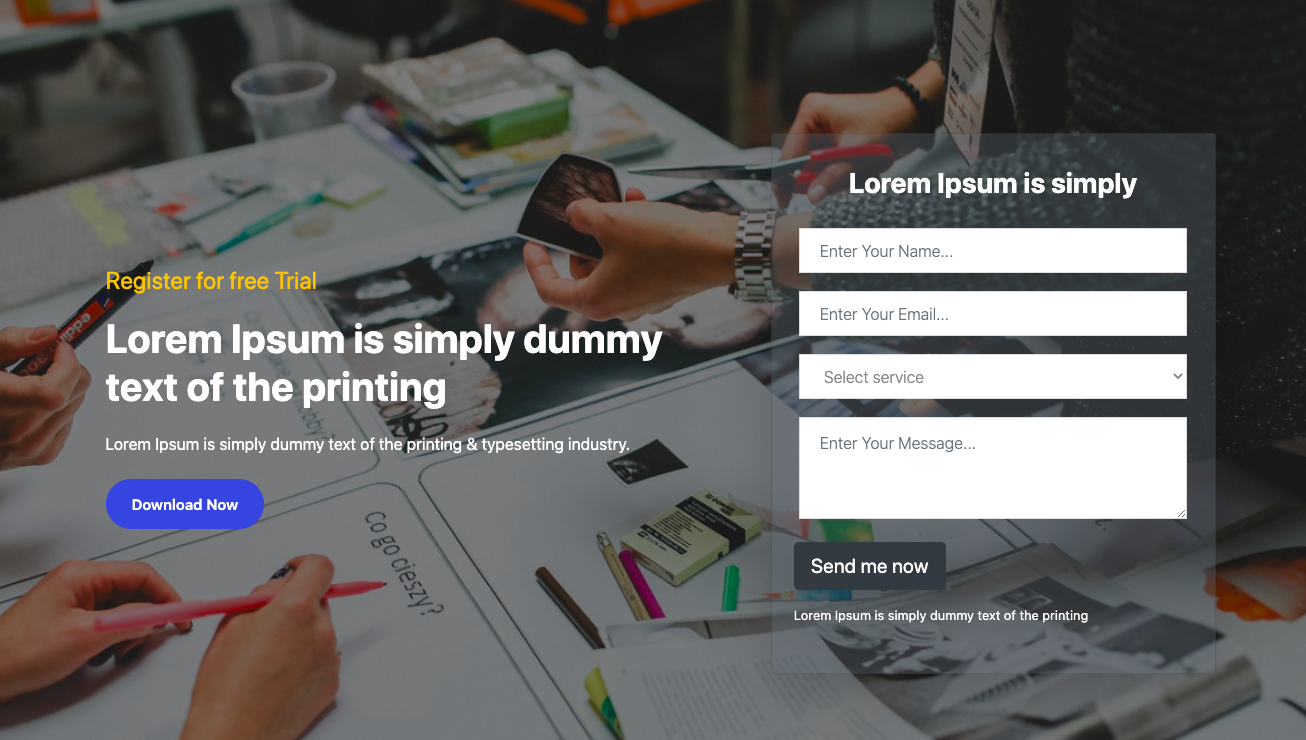 Register for free Trial
Lorem Ipsum is simply dummy
text of the printing
Lorem Ipsum is simply dummy text of the printing & typesetting industry.
Download Now
Lorem Ipsum is simply
Enter Your Name...
Enter Your Email...
Select service
Enter Your Message...
Send me now
Lorem Ipsum is simply dummy text of the printing
Co go cieszy?